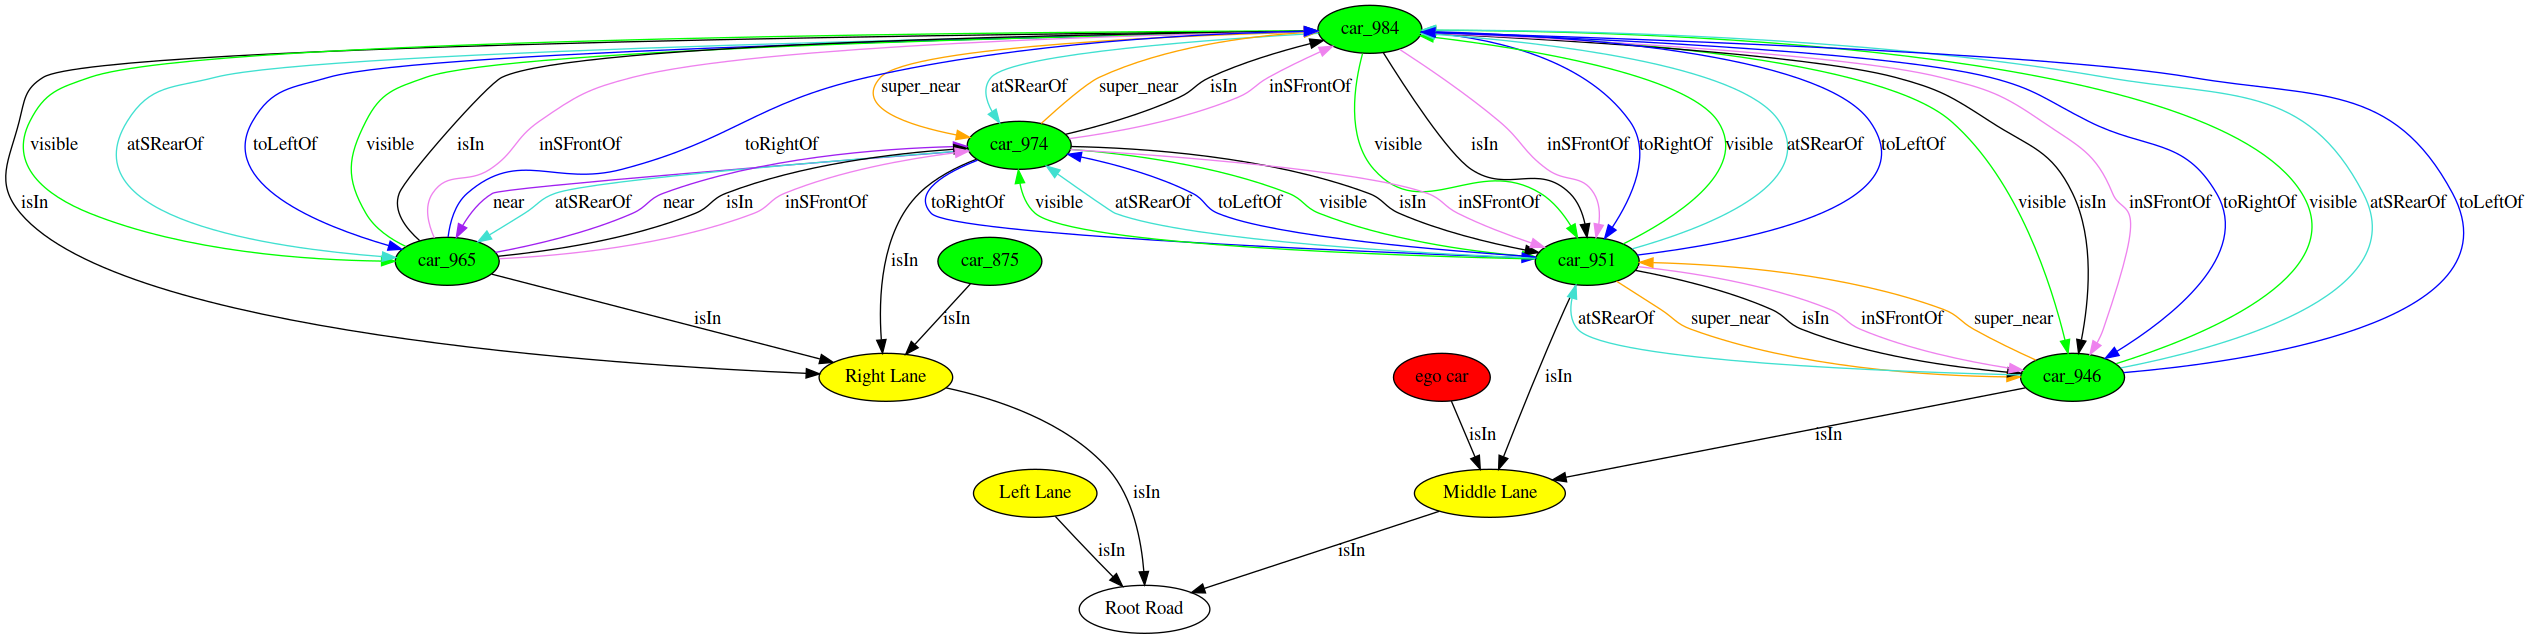 car_984
super_near
atSRearOf
super_near
isIn
inSFrontOf
visible
atSRearOf
toLeftOf
visible
isIn
inSFrontOf
toRightOf
car_974
visible
isIn
inSFrontOf
toRightOf
visible
atSRearOf
toLeftOf
isIn
near
atSRearOf
near
isIn
inSFrontOf
toRightOf
visible
atSRearOf
toLeftOf
visible
isIn
inSFrontOf
visible
isIn
inSFrontOf
toRightOf
visible
atSRearOf
toLeftOf
car_965
isIn
car_875
car_951
isIn
isIn
atSRearOf
super_near
isIn
inSFrontOf
super_near
Right Lane
ego car
isIn
car_946
isIn
isIn
Left Lane
isIn
Middle Lane
isIn
isIn
Root Road